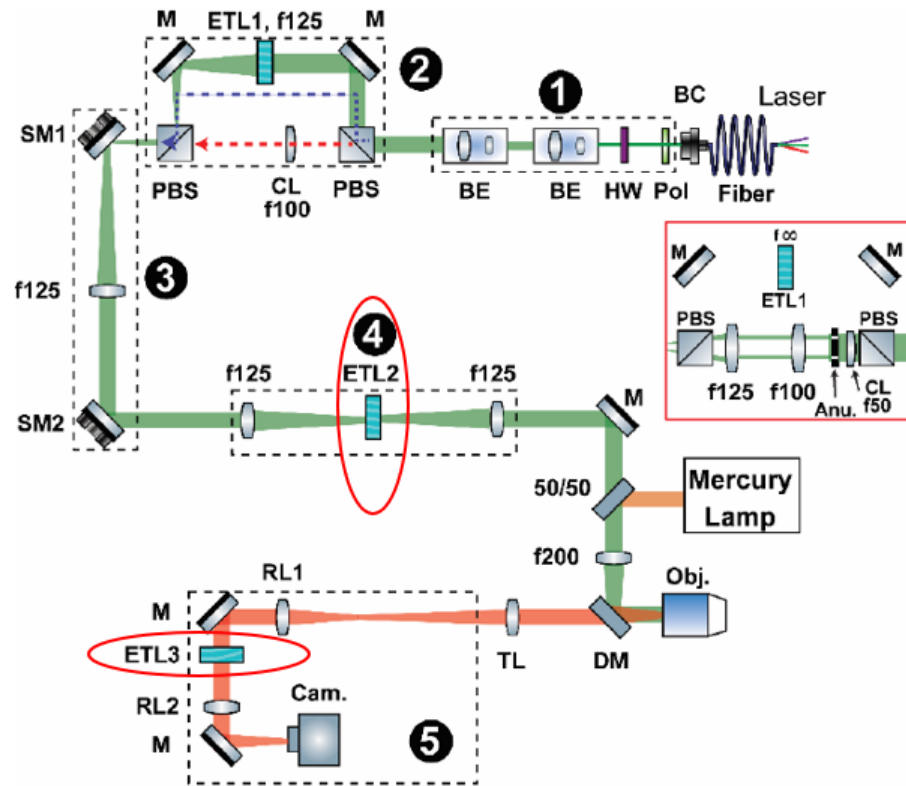 M
ETL1, f125
M
2
1
BC
Laser
SM1
PBS
CL
f100
PBS
BE
BE
HW
Pol
Fiber
3
f125
f∞
M
M
ETL1
PBS
PBS
f125
f100
Anu.
CL
f50
4
f125
ETL2
f125
M
SM2
50/50
Mercury
Lamp
f200
RL1
Obj.
M
ETL3
TL
DM
RL2
Cam.
M
5